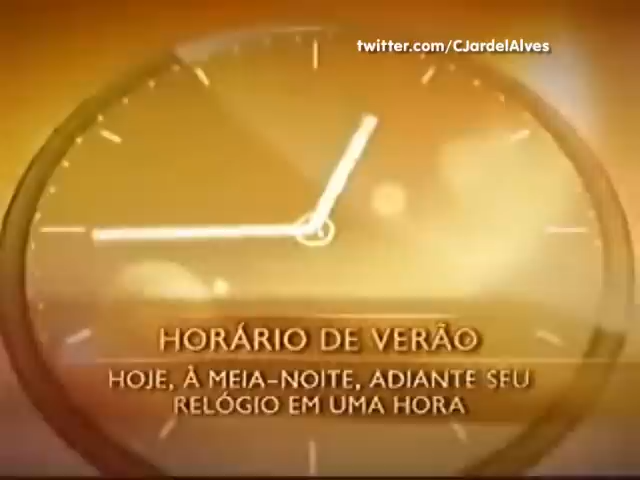 twitter.com/CJardelAlves
HORÁRIO DE VERÃO
HOJE, À MEIA-NOITE, ADIANTE SEU
RELÓGIO EM UMA HORA